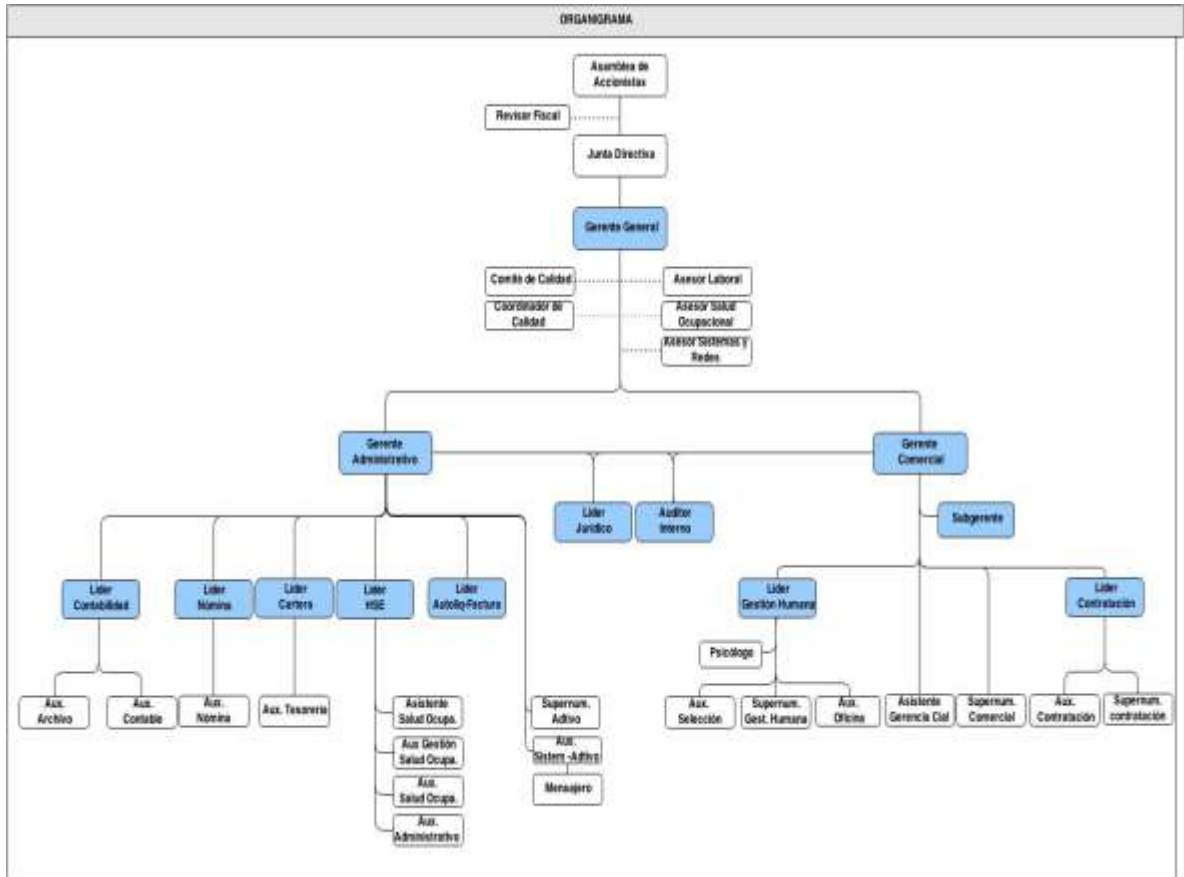 ORGANIGRAMA
Asamblea de
Accionistas
Revisor Fiscal
Junta Directiva
Gerente General
Comité de Calidad
Asesor Laboral
Coordinador de
Calidad
Asesor Salud
Ocupacional
Asesor Sistemas y
Redes
Gerente
Administrativo
Gerente
Comercial
Lider
Jurídico
Auditor
Interno
Subgerente
Lider
Contabilidad
Lider
Nómina
Lider
Cartera
Lider
HSE
Lider
Autoliq-Factura
Lider
Gestión Humana
Lider
Contratación
Psicólogo
Aux.
Archivo
Aux.
Contable
Aux.
Nómina
Aux. Tesorería
Asistente
Salud Ocupa.
Supernum.
Adtivo
Aux.
Selección
Supernum.
Gest. Humana
Aux.
Oficina
Asistente
Gerencia Cial
Supernum.
Comercial
Aux.
Contratación
Supernum.
contratación
Aux Gestión
Salud Ocupa.
Aux.
Sistem -Adtivo
Aux.
Salud Ocupa.
Mensajero
Aux.
Administrativo